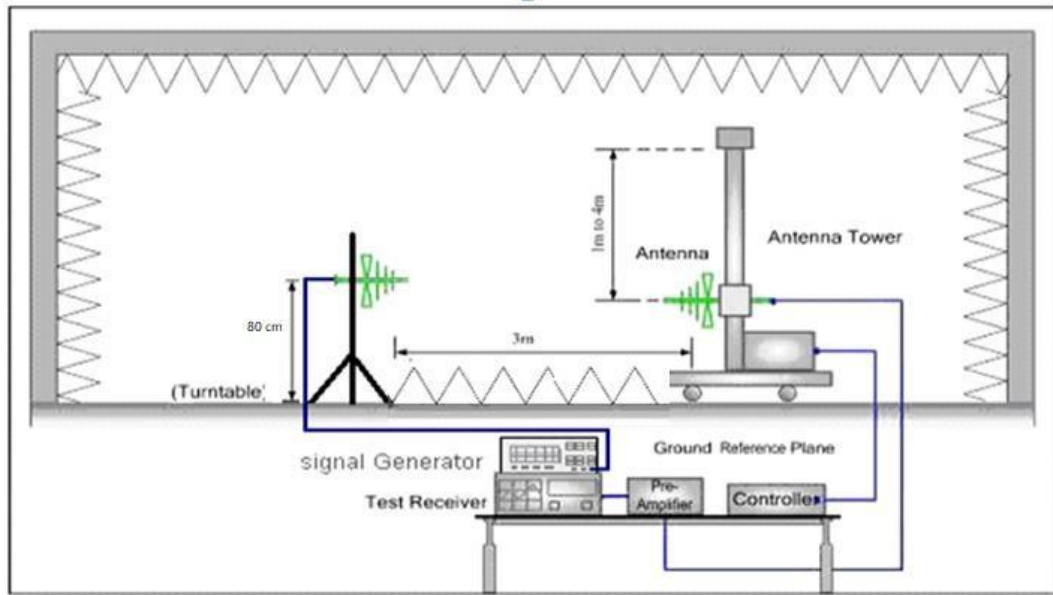 1m to 4m
Antenna
Antenna Tower
80 cm
3m
(Turntable)
Ground Reference Plane
signal Generator
Test Receiver
Pre-
Amplifier
Controller